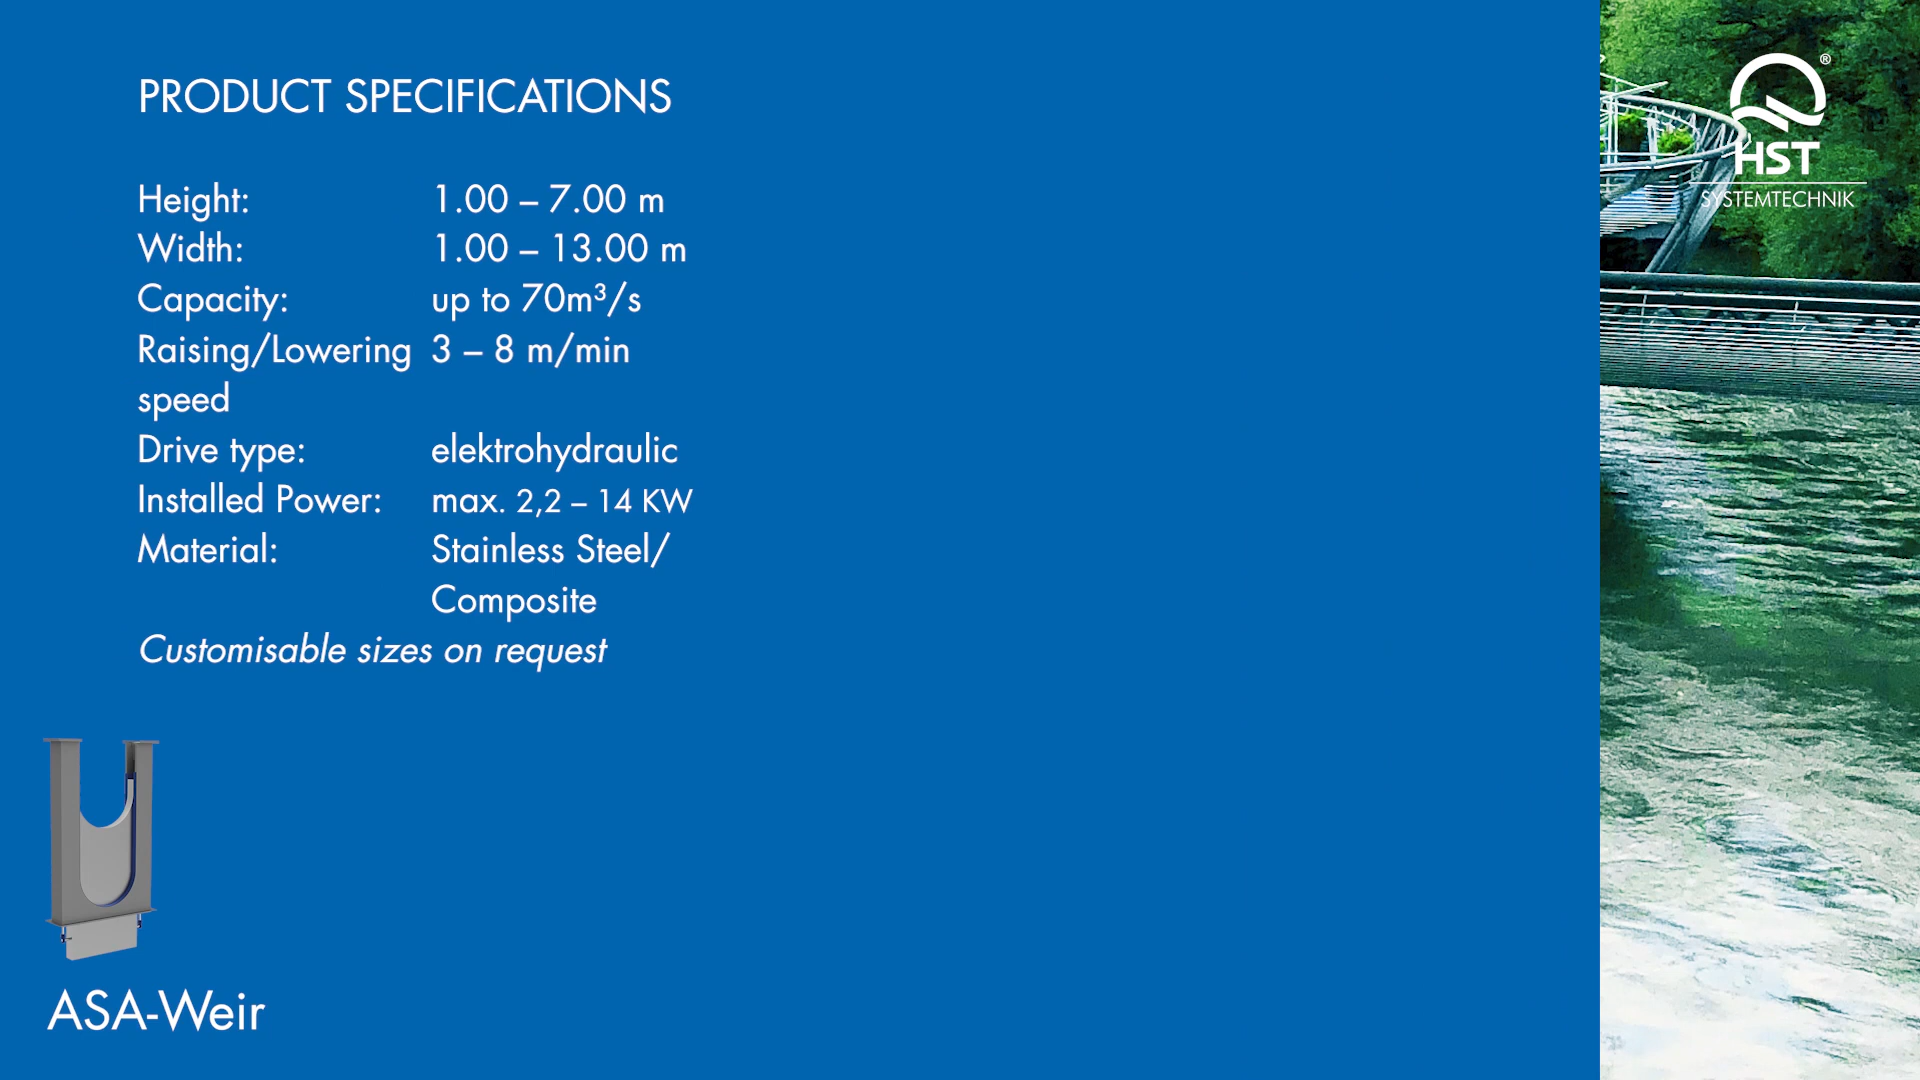 PRODUCT SPECIFICATIONS
Height: 1.00 – 7.00 m
Width: 1.00 – 13.00 m
Capacity: up to 70m³/s
Raising/Lowering 3 – 8 m/min
speed
Drive type: elektrohydraulic
Installed Power: max. 2,2 – 14 KW
Material: Stainless Steel/
Composite
Customisable sizes on request
ASA-Weir
®
HST
SYSTEMTECHNIK